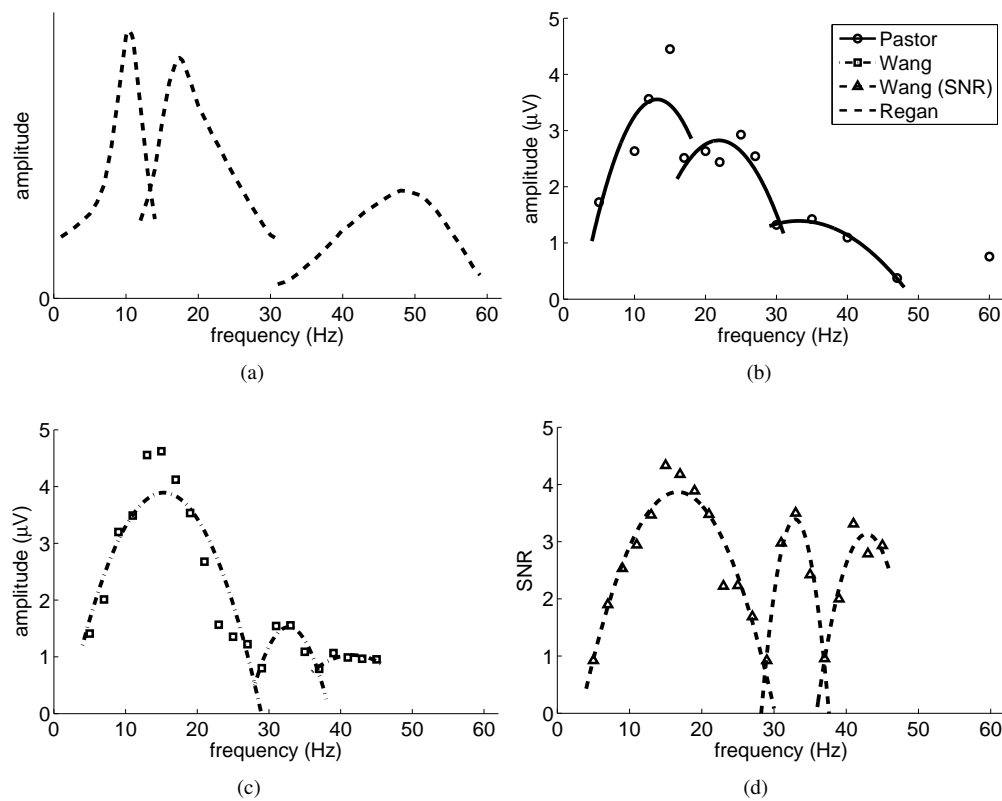 amplitude
0
0 10 20 30 40 50 60
frequency (Hz)
(a)
5
4
3
2
1
0
amplitude (μV)
0 10 20 30 40 50 60
frequency (Hz)
Pastor
Wang
Wang (SNR)
Regan
(b)
5
4
3
2
1
0
amplitude (μV)
0 10 20 30 40 50 60
frequency (Hz)
(c)
5
4
3
2
1
0
SNR
0 10 20 30 40 50 60
frequency (Hz)
(d)